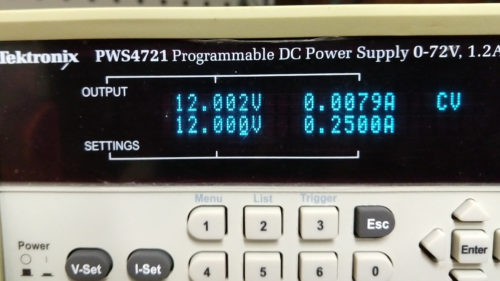 Tektronix PWS4721 Programmable DC Power Supply 0-72V, 1.2A
OUTPUT
12.002V 0.0079A CV
12.000V 0.2500A
SETTINGS
Menu List Trigger
1 2 3 Esc
Power
V-Set I-Set 4 5 6 0 Enter